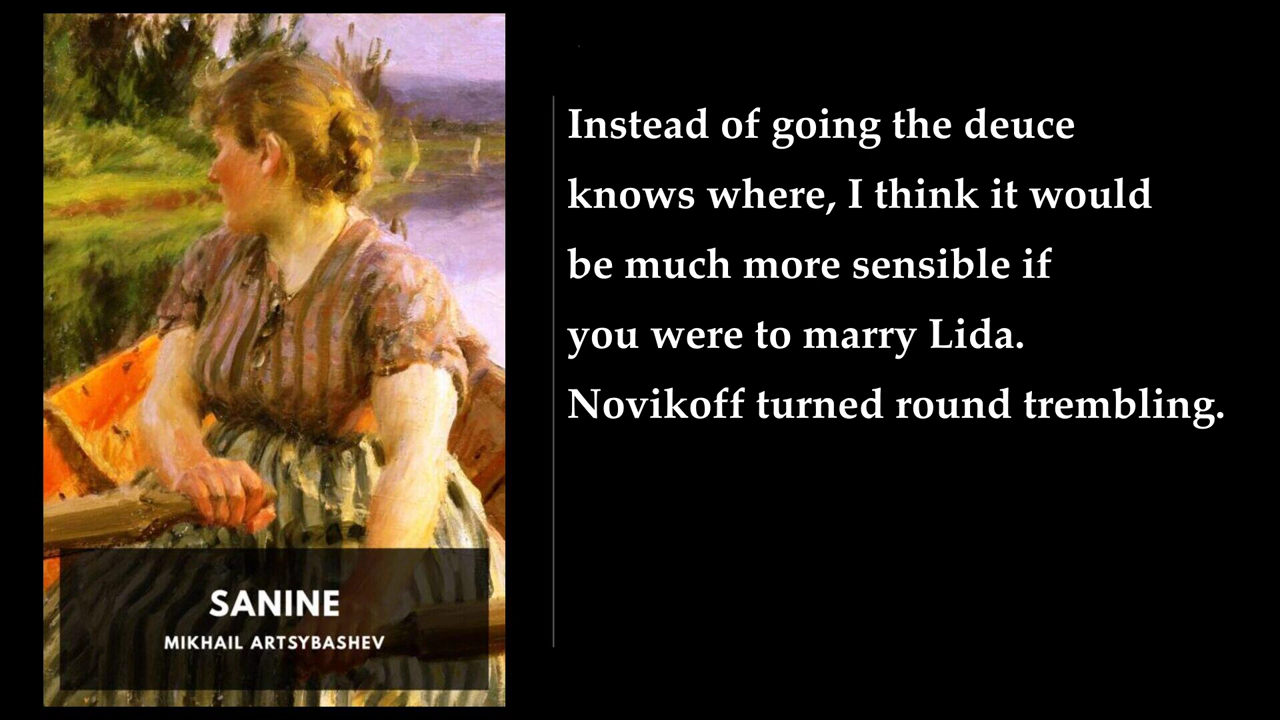 SANINE
MIKHAIL ARTSYBASHEV
Instead of going the deuce
knows where, I think it would
be much more sensible if
you were to marry Lida.
Novikoff turned round trembling.